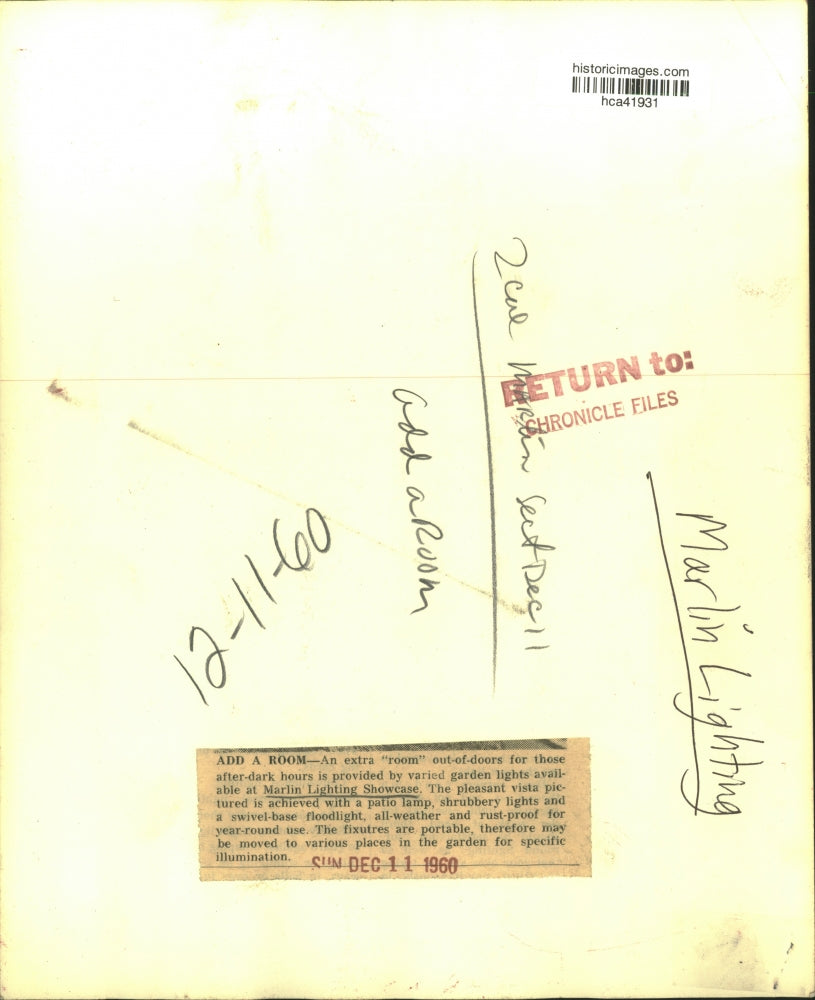 historicimages.com
hca41931
RETURN to:
CHRONICLE FILES
2 col Marlin Sect Dec 11
add a Room
Marlin Lighting
12-11-60
ADD A ROOM—An extra "room" out-of-doors for those
after-dark hours is provided by varied garden lights avail-
able at Marlin Lighting Showcase. The pleasant vista pic-
tured is achieved with a patio lamp, shrubbery lights and
a swivel-base floodlight, all-weather and rust-proof for
year-round use. The fixutres are portable, therefore may
be moved to various places in the garden for specific
illumination.
SUN DEC 11 1960